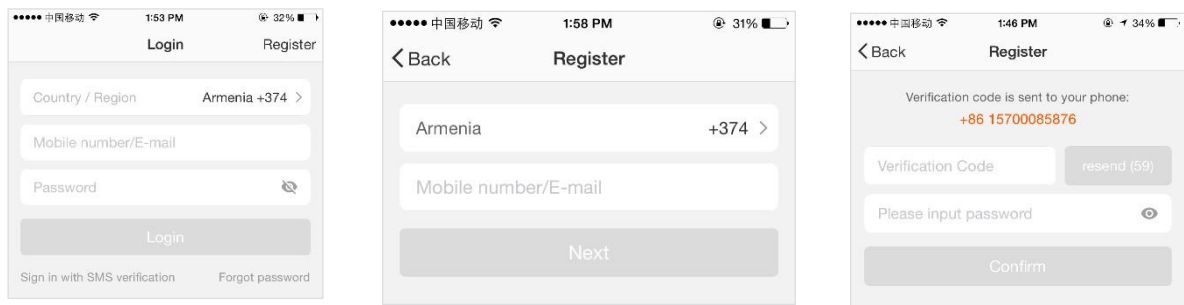 中国移动 1:53 PM 32%
Login Register
Country / Region Armenia +374 >
Mobile number/E-mail
Password
Login
Sign in with SMS verification Forgot password
中国移动 1:58 PM 31%
< Back Register
Armenia +374 >
Mobile number/E-mail
Next
中国移动 1:46 PM 34%
< Back Register
Verification code is sent to your phone:
+86 15700085876
Verification Code resend (59)
Please input password
Confirm